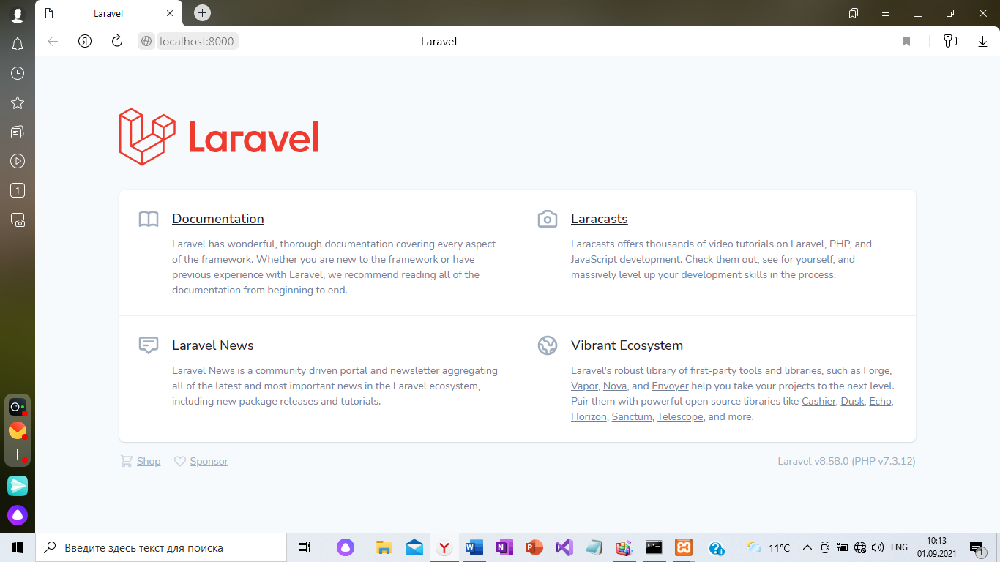 Laravel
Я
localhost:8000
Laravel
1
Laravel
Documentation
Laravel has wonderful, thorough documentation covering every aspect
of the framework. Whether you are new to the framework or have
previous experience with Laravel, we recommend reading all of the
documentation from beginning to end.
Laracasts
Laracasts offers thousands of video tutorials on Laravel, PHP, and
JavaScript development. Check them out, see for yourself, and
massively level up your development skills in the process.
Laravel News
Laravel News is a community driven portal and newsletter aggregating
all of the latest and most important news in the Laravel ecosystem,
including new package releases and tutorials.
Vibrant Ecosystem
Laravel's robust library of first-party tools and libraries, such as Forge,
Vapor, Nova, and Envoyer help you take your projects to the next level.
Pair them with powerful open source libraries like Cashier, Dusk, Echo,
Horizon, Sanctum, Telescope, and more.
Shop
Sponsor
Laravel v8.58.0 (PHP v7.3.12)
Введите здесь текст для поиска
11°C
ENG
10:13
01.09.2021
1